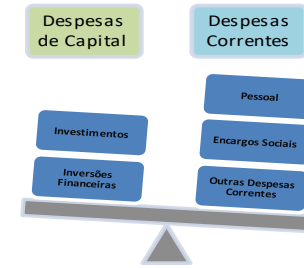 Despesas
de Capital
Despesas
Correntes
Pessoal
Investimentos
Encargos Sociais
Inversões
Financeiras
Outras Despesas
Correntes